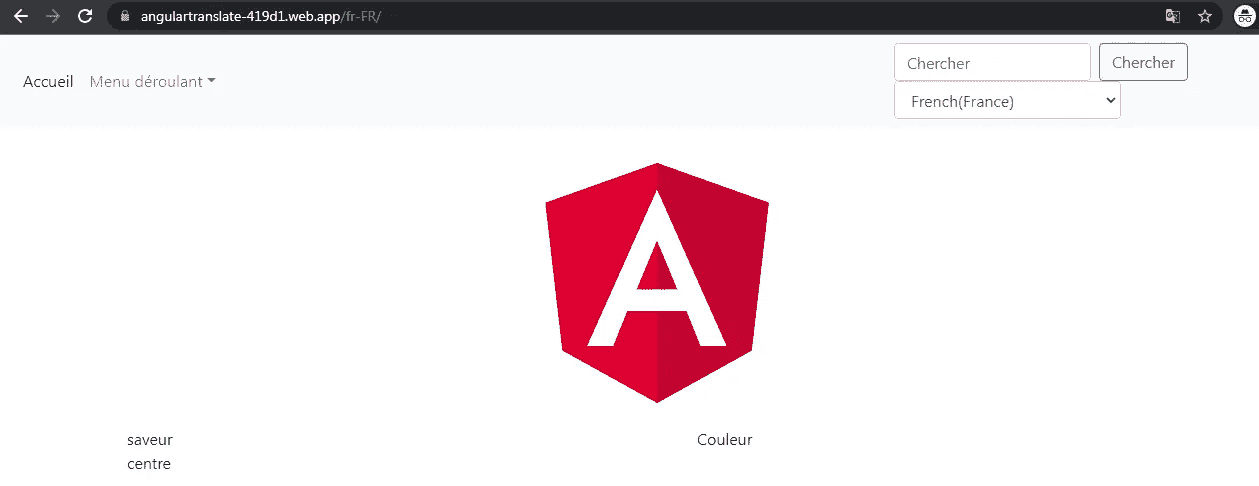 angulartranslate-419d1.web.app/fr-FR/
Accueil Menu déroulant Chercher Chercher
French(France)
A
saveur Couleur
centre